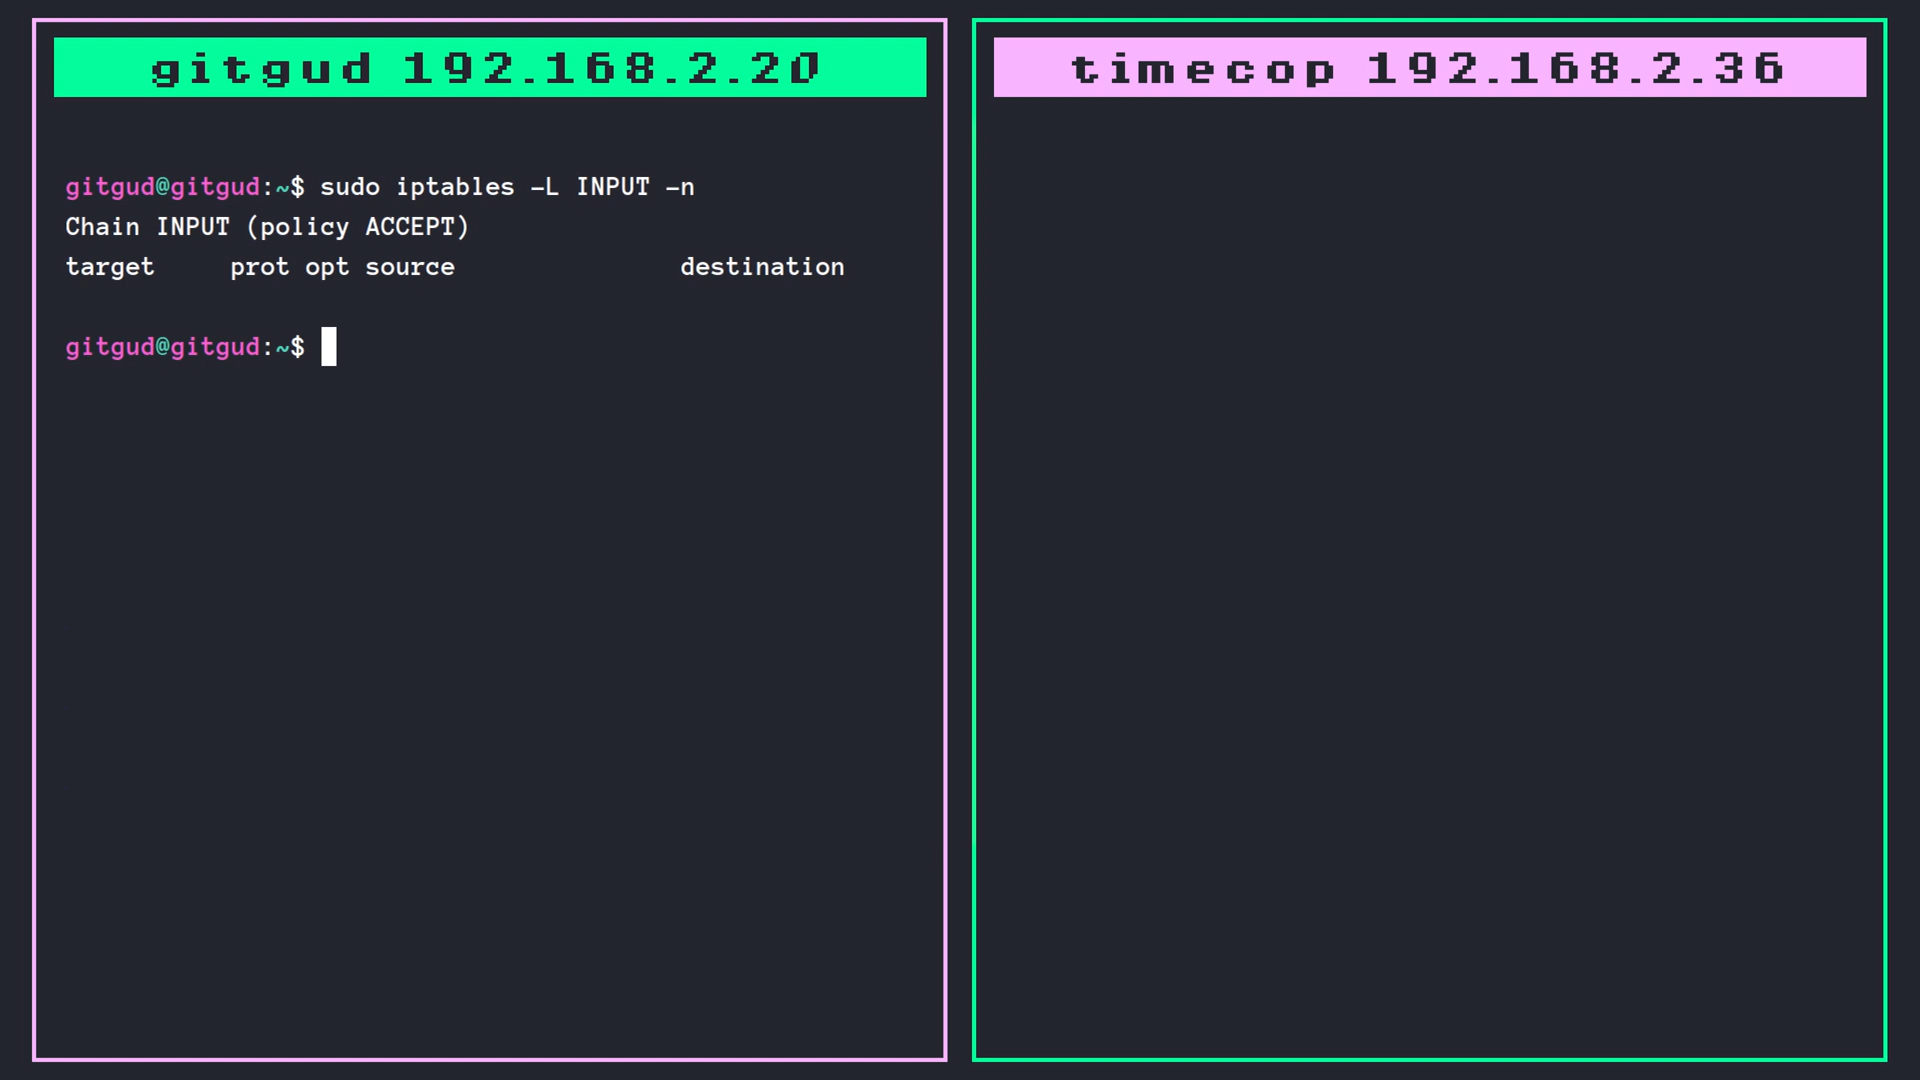 gitgud 192.168.2.20
gitgud@gitgud:~$ sudo iptables -L INPUT -n
Chain INPUT (policy ACCEPT)
target     prot opt source               destination
gitgud@gitgud:~$
timecop 192.168.2.36